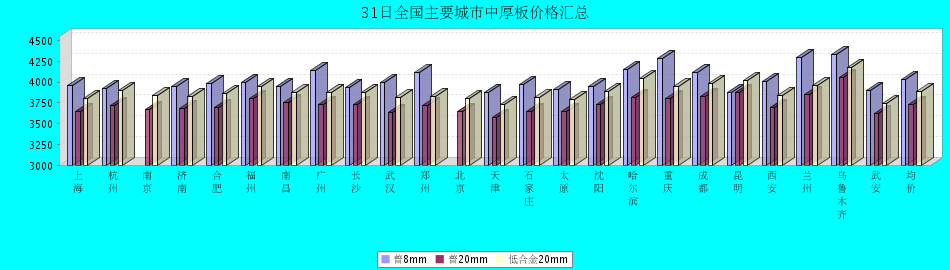 31日全国主要城市中厚板价格汇总
4500
4250
4000
3750
3500
3250
3000
上海 杭州 南京 济南 合肥 福州 南昌 广州 长沙 武汉 郑州 北京 天津 石家庄 太原 沈阳 哈尔滨 重庆 成都 昆明 西安 兰州 乌鲁木齐 武安 均价
普8mm 普20mm 低合金20mm